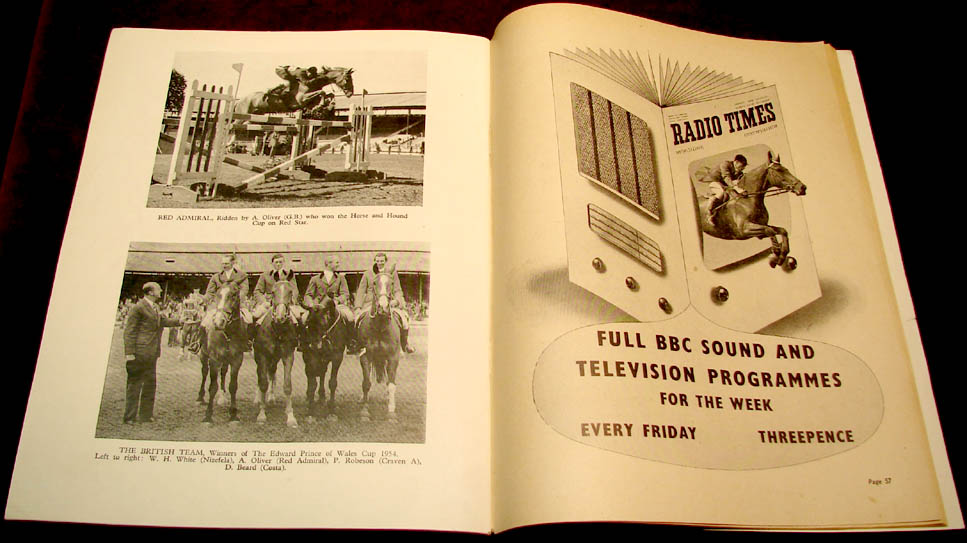 RED ADMIRAL, Ridden by A. Oliver (G.B.) who won the Horse and Hound
Cup on Red Star.
THE BRITISH TEAM, Winners of The Edward Prince of Wales Cup 1954.
Left to right: W. H. White (Nizefela), A. Oliver (Red Admiral), P. Robeson (Craven A),
D. Beard (Costa).
RADIO TIMES
FULL BBC SOUND AND
TELEVISION PROGRAMMES
FOR THE WEEK
EVERY FRIDAY THREEPENCE
Page 57